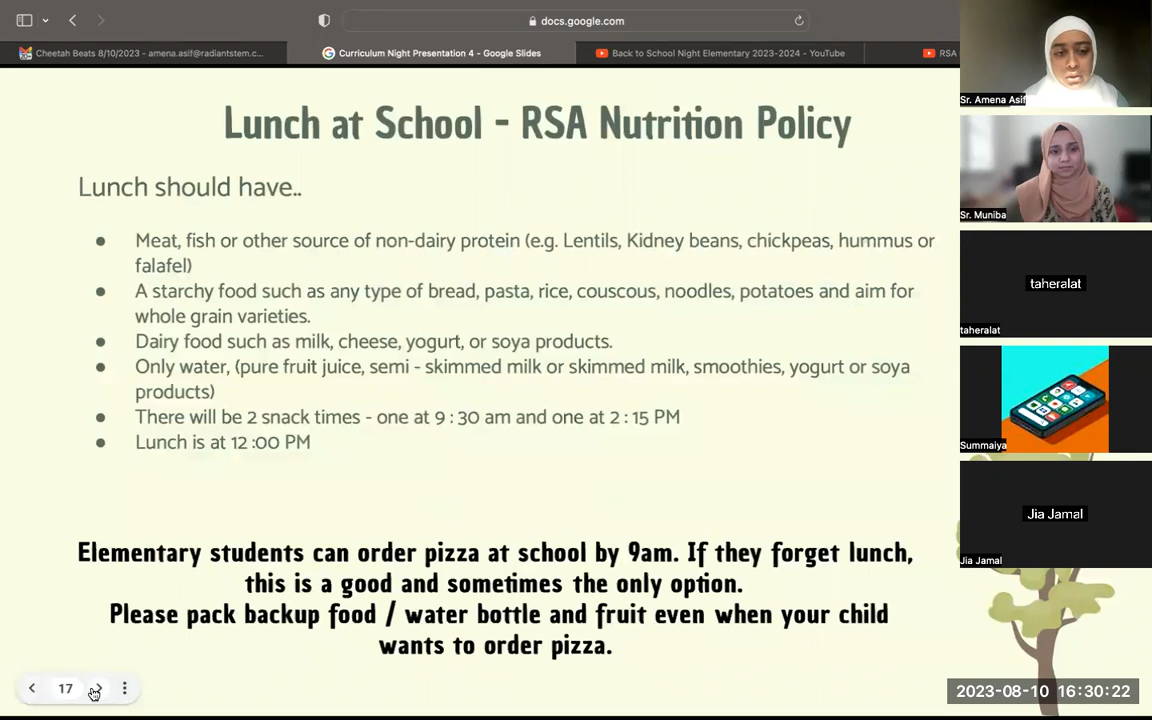 docs.google.com
Cheetah Beats 8/10/2023 - amena.asif@radiantstem.c...
Curriculum Night Presentation 4 - Google Slides
Back to School Night Elementary 2023-2024 - YouTube
RSA
Lunch at School - RSA Nutrition Policy
Lunch should have..
● Meat, fish or other source of non-dairy protein (e.g. Lentils, Kidney beans, chickpeas, hummus or
falafel)
● A starchy food such as any type of bread, pasta, rice, couscous, noodles, potatoes and aim for
whole grain varieties.
● Dairy food such as milk, cheese, yogurt, or soya products.
● Only water, (pure fruit juice, semi - skimmed milk or skimmed milk, smoothies, yogurt or soya
products)
● There will be 2 snack times - one at 9:30 am and one at 2:15 PM
● Lunch is at 12:00 PM
Elementary students can order pizza at school by 9am. If they forget lunch,
this is a good and sometimes the only option.
Please pack backup food / water bottle and fruit even when your child
wants to order pizza.
17
Sr. Amena Asif
Sr. Muniba
taheralat
taheralat
Summaiya
Jia Jamal
Jia Jamal
2023-08-10 16:30:22